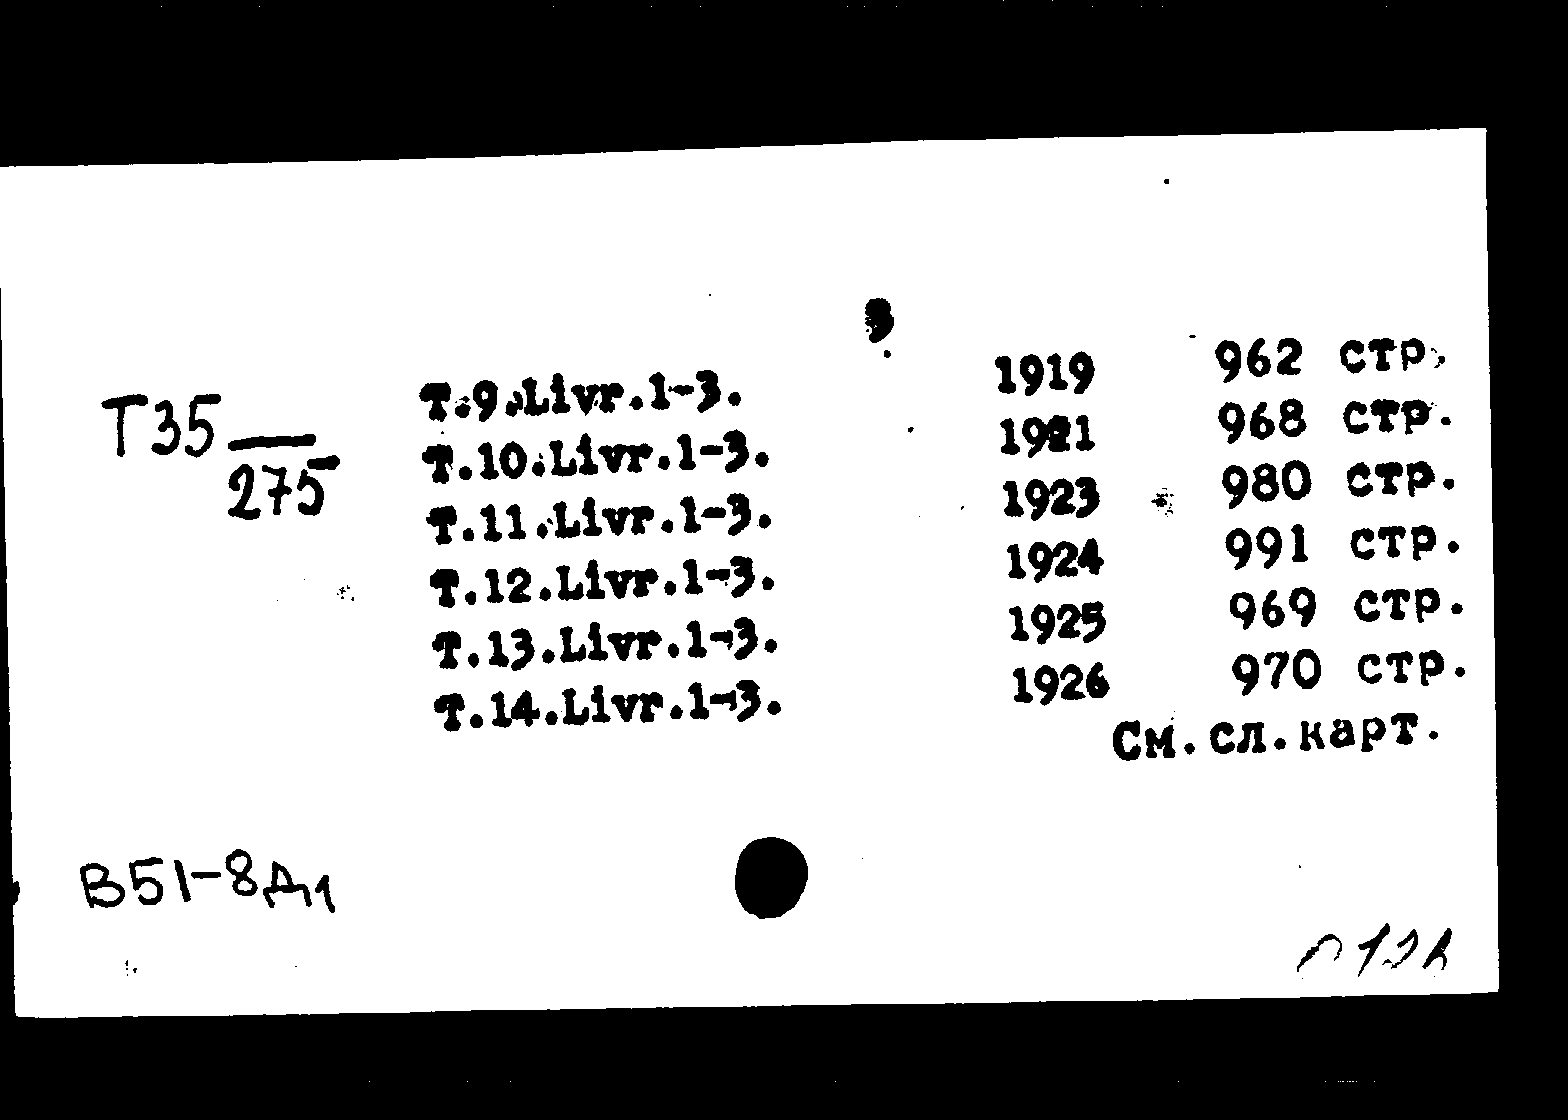 Т35
275
T.9.Livr.1-3. 1919 962 стр.
T.10.Livr.1-3. 1921 968 стр.
T.11.Livr.1-3. 1923 980 стр.
T.12.Livr.1-3. 1924 991 стр.
T.13.Livr.1-3. 1925 969 стр.
T.14.Livr.1-3. 1926 970 стр.
См.сл.карт.
В51-8Д1